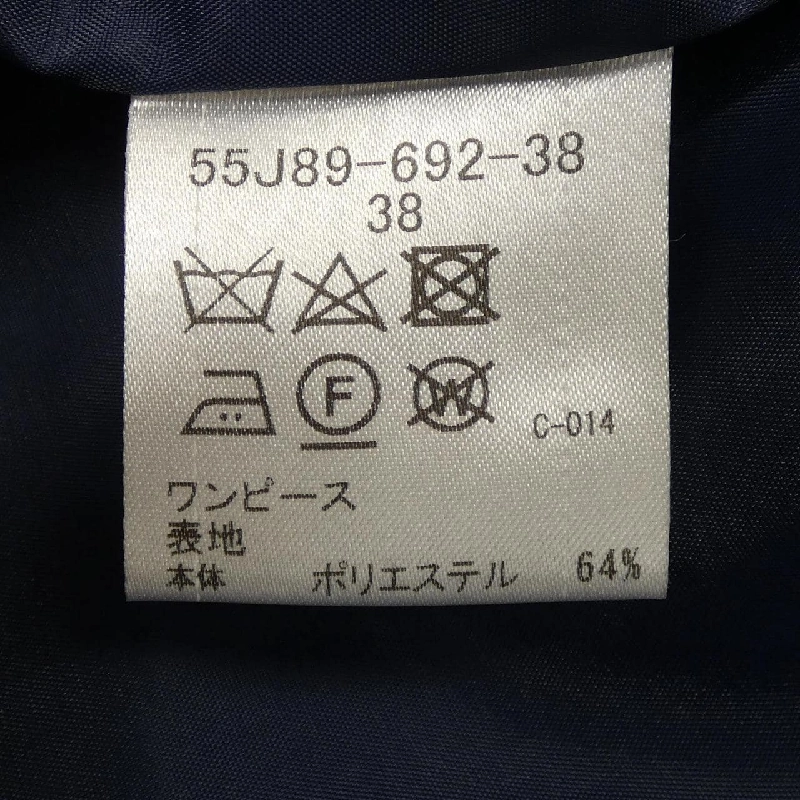 55J89-692-38
38
F W C-014
ワンピース
表地
本体 ポリエステル 64%